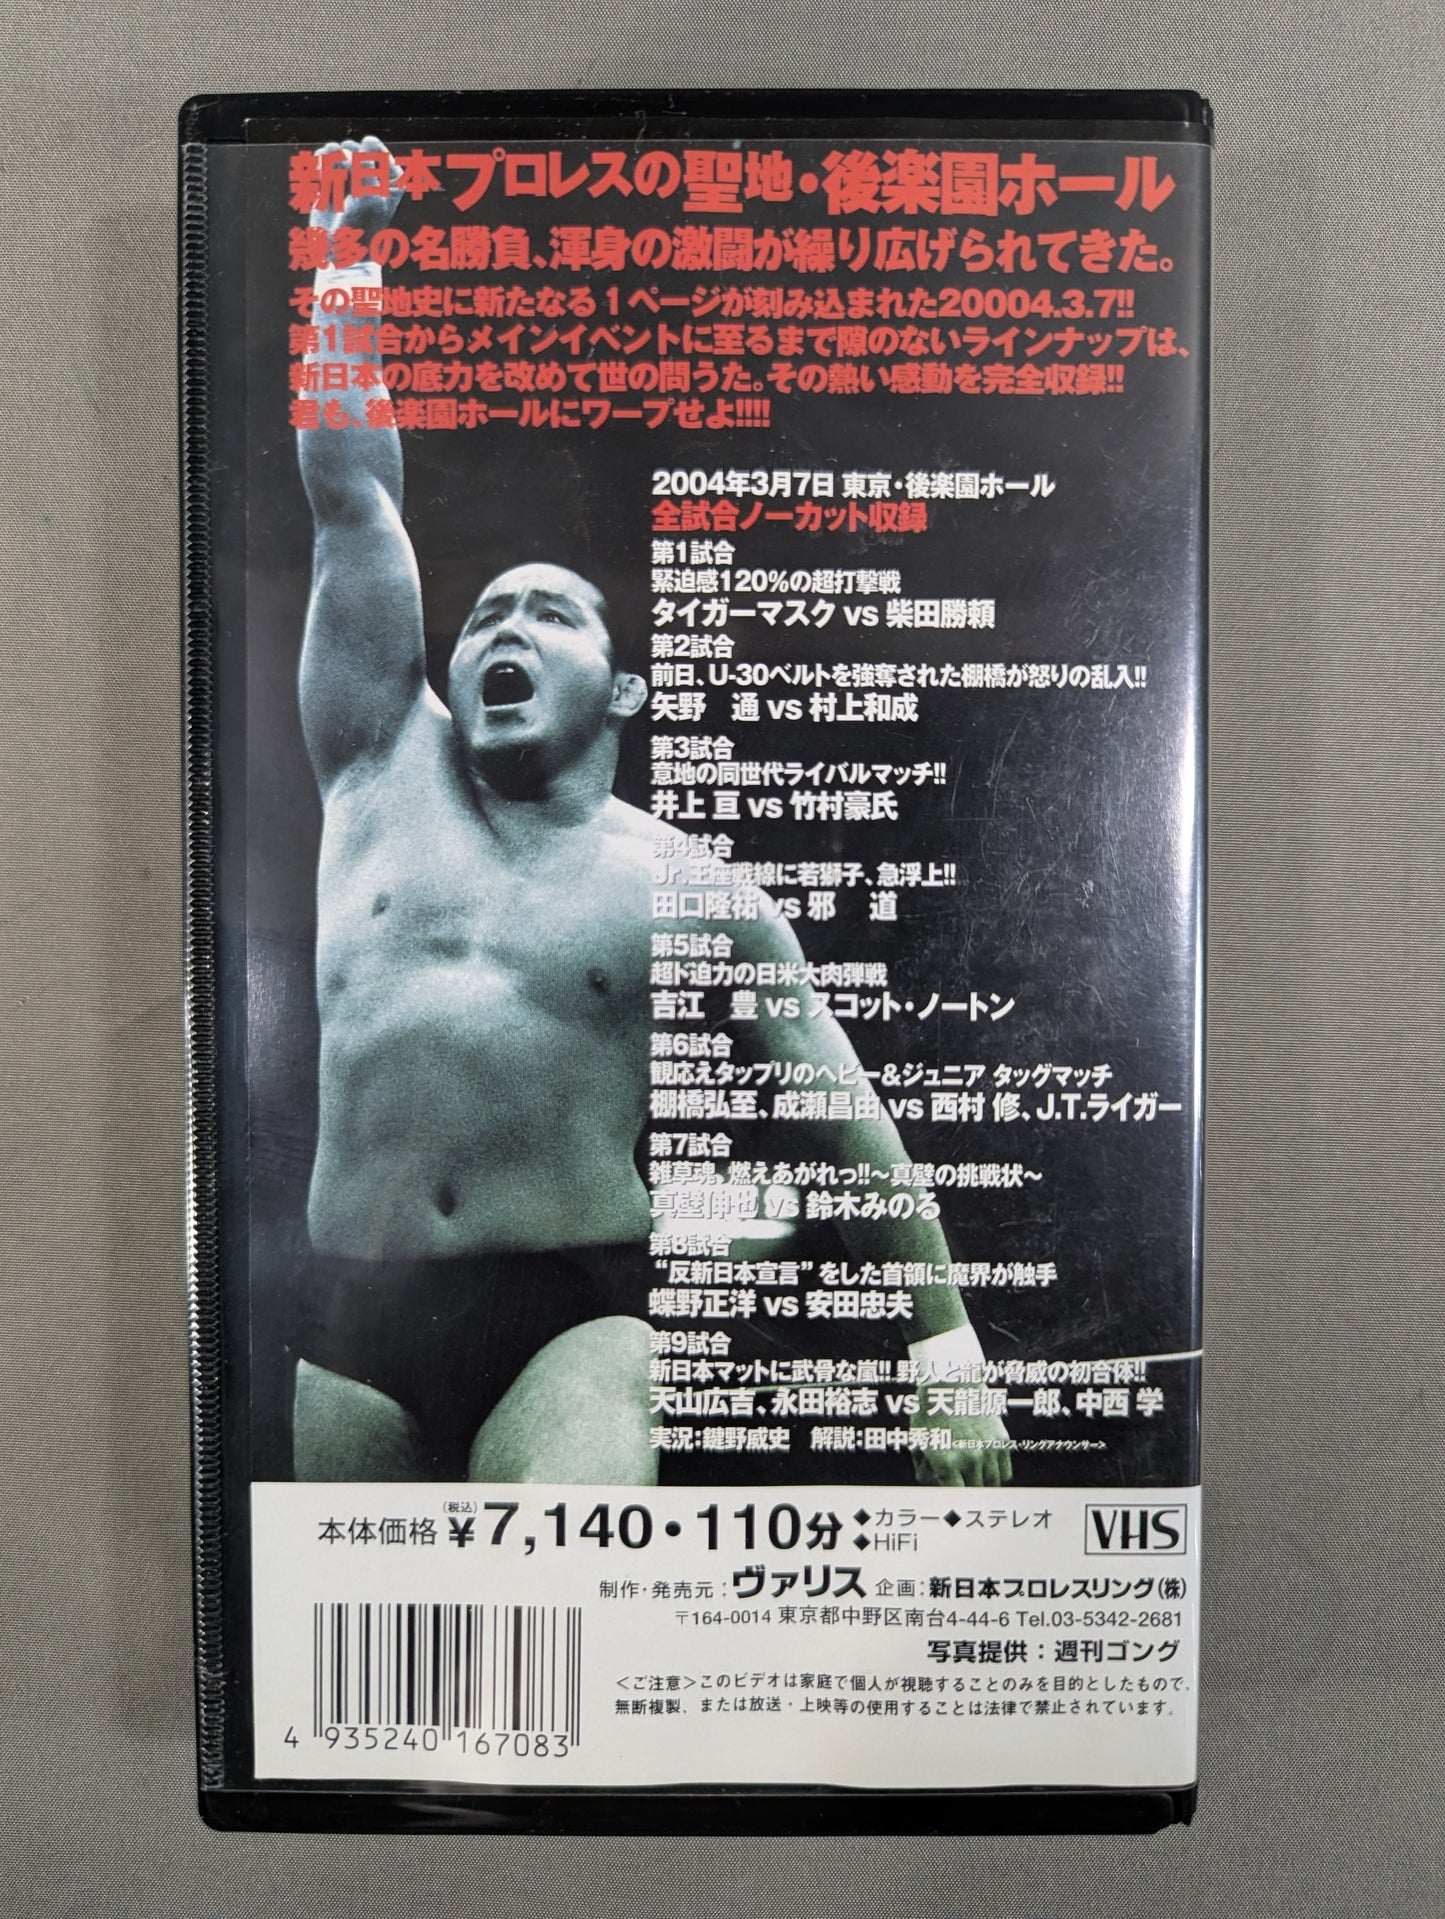 新日本プロレスの聖地・後楽園ホール
幾多の名勝負、渾身の激闘が繰り広げられてきた。
その聖地史に新たなる1ページが刻み込まれた20004.3.7!!
第1試合からメインイベントに至るまで隙のないラインナップは、
新日本の底力を改めて世の問うた。その熱い感動を完全収録!!
君も、後楽園ホールにワープせよ!!!!
2004年3月7日 東京・後楽園ホール
全試合ノーカット収録
第1試合
緊迫感120%の超打撃戦
タイガーマスク vs 柴田勝頼
第2試合
前日、U-30ベルトを強奪された棚橋が怒りの乱入!!
矢野 通 vs 村上和成
第3試合
意地の同世代ライバルマッチ!!
井上 亘 vs 竹村豪氏
第4試合
Jr.王座戦線に若獅子、急浮上!!
田口隆祐 vs 邪 道
第5試合
超ド迫力の日米大肉弾戦
吉江 豊 vs スコット・ノートン
第6試合
観応えタップリのヘビー&ジュニア タッグマッチ
棚橋弘至、成瀬昌由 vs 西村 修、J.T.ライガー
第7試合
雑草魂、燃えあがれっ!!〜真壁の挑戦状〜
真壁伸也 vs 鈴木みのる
第8試合
“反新日本宣言”をした首領に魔界が触手
蝶野正洋 vs 安田忠夫
第9試合
新日本マットに武骨な嵐!! 野人と龍が脅威の初合体!!
天山広吉、永田裕志 vs 天龍源一郎、中西 学
実況:鍵野威史 解説:田中秀和<新日本プロレス・リングアナウンサー>
本体価格(税込)¥7,140・110分 ◆カラー◆ステレオ
◆HiFi
VHS
制作・発売元:ヴァリス 企画:新日本プロレスリング(株)
〒164-0014 東京都中野区南台4-44-6 Tel.03-5342-2681
写真提供:週刊ゴング
<ご注意>このビデオは家庭で個人が視聴することのみを目的としたもので、
無断複製、または放送・上映等の使用することは法律で禁止されています。
4 935240 167083